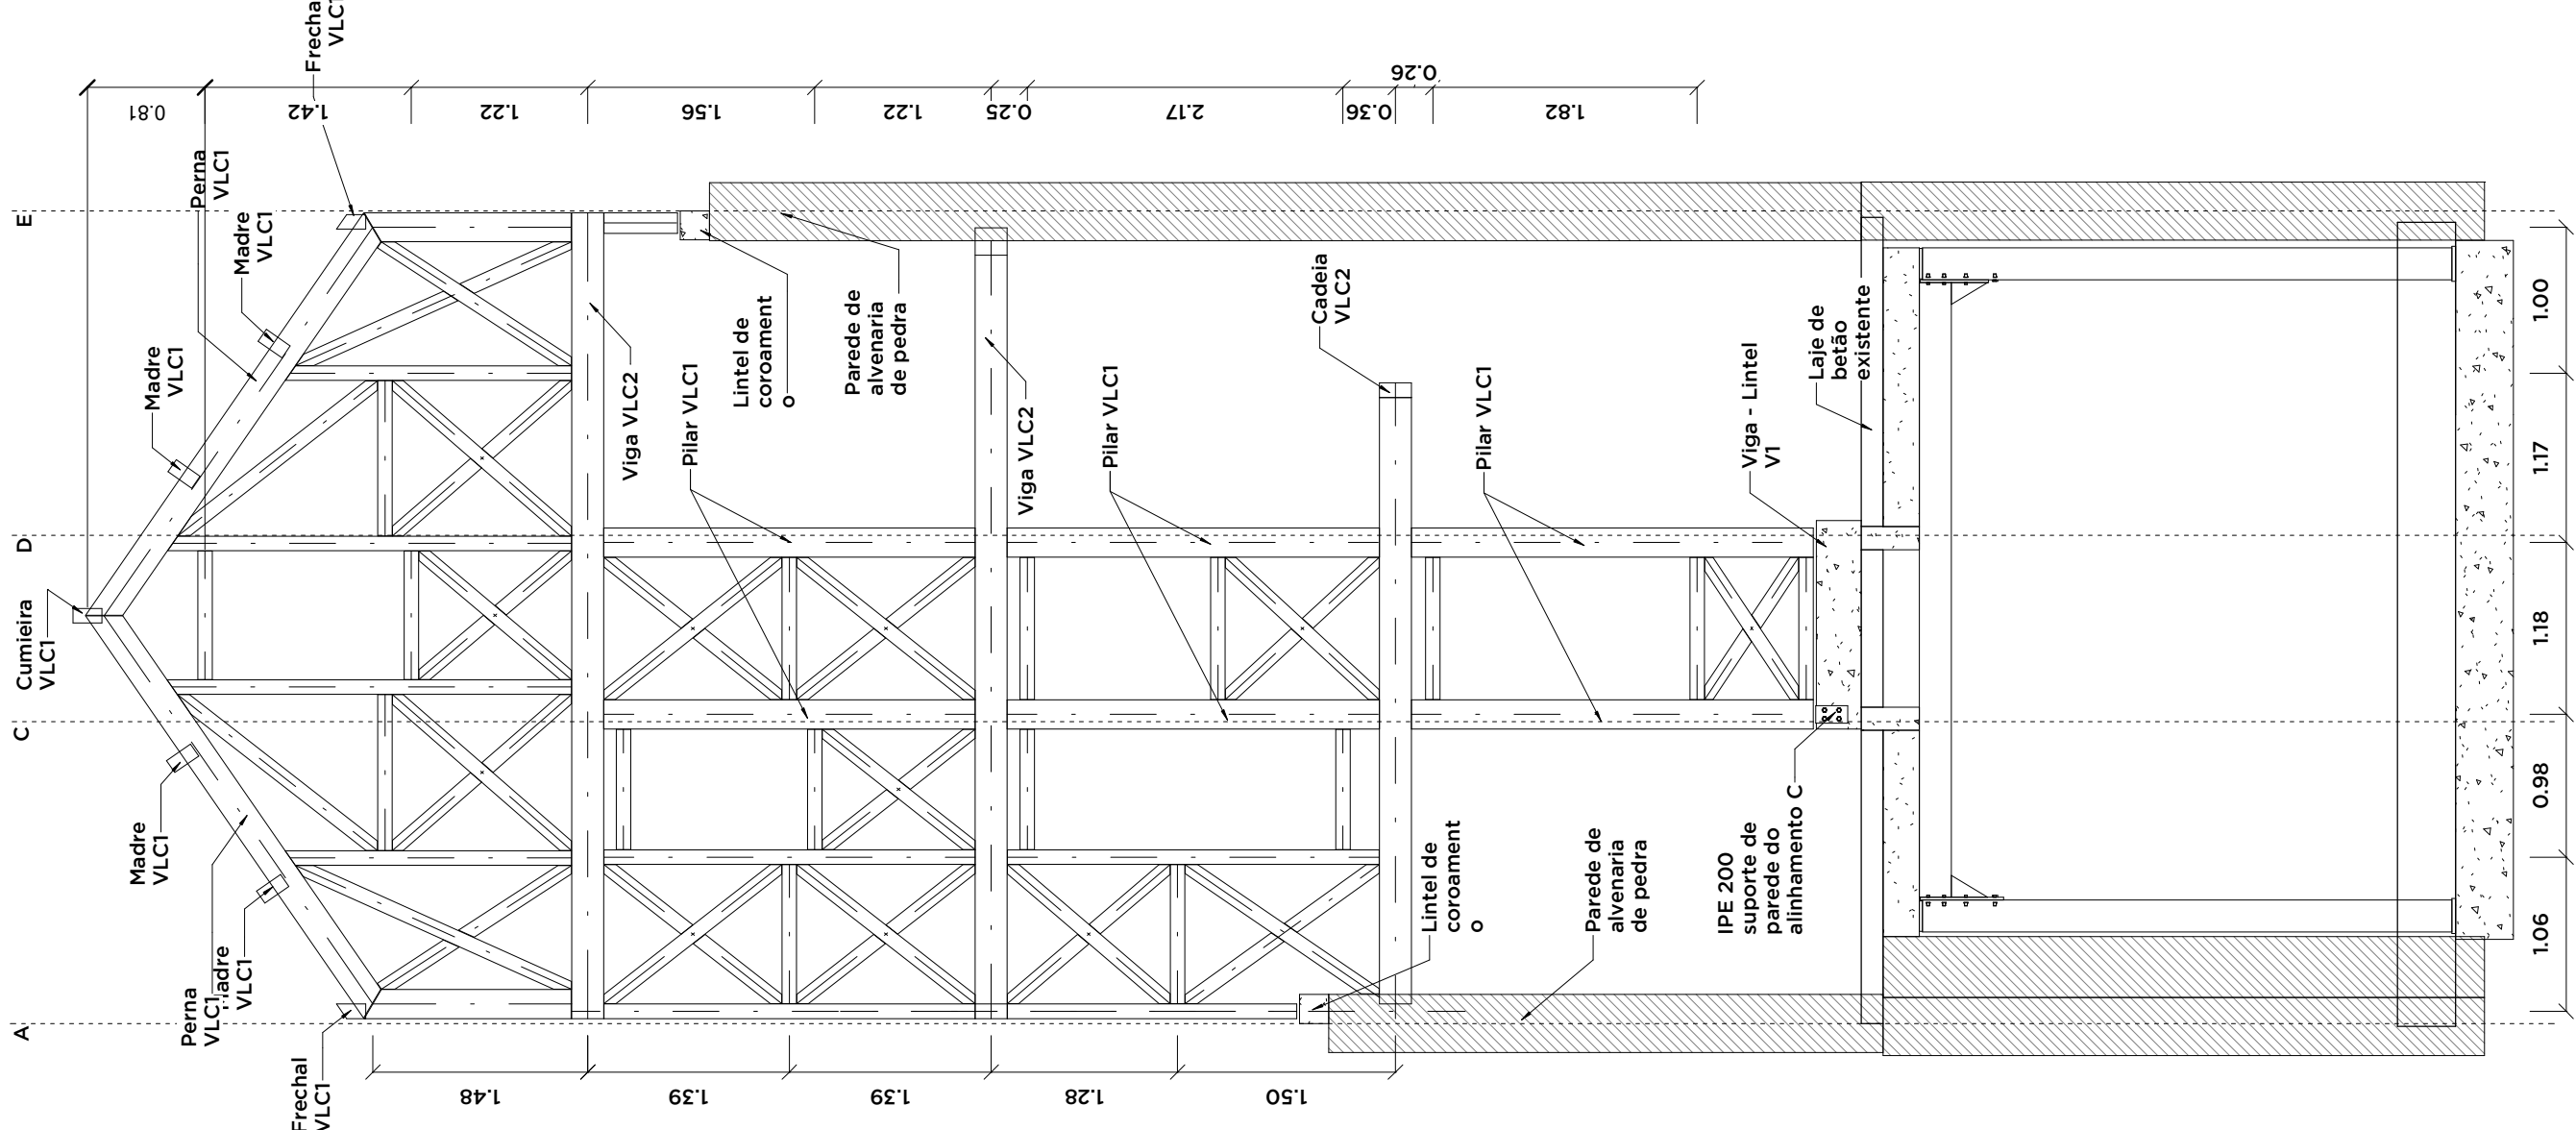 A
C
D
E
Cumieira
VLC1
Madre
VLC1
Madre
VLC1
Perna
VLC1
Madre
VLC1
Perna
VLC1
Madre
VLC1
Frechal
VLC1
Frecha
VLC1
0.81
1.42
1.22
1.56
1.22
0.25
2.17
0.36
0.26
1.82
1.48
1.39
1.39
1.28
1.50
Viga VLC2
Pilar VLC1
Lintel de
coroament
o
Parede de
alvenaria
de pedra
Viga VLC2
Pilar VLC1
Cadeia
VLC2
Lintel de
coroament
o
Pilar VLC1
Parede de
alvenaria
de pedra
IPE 200
suporte de
parede do
alinhamento C
Viga - Lintel
V1
Laje de
betão
existente
1.06
0.98
1.18
1.17
1.00